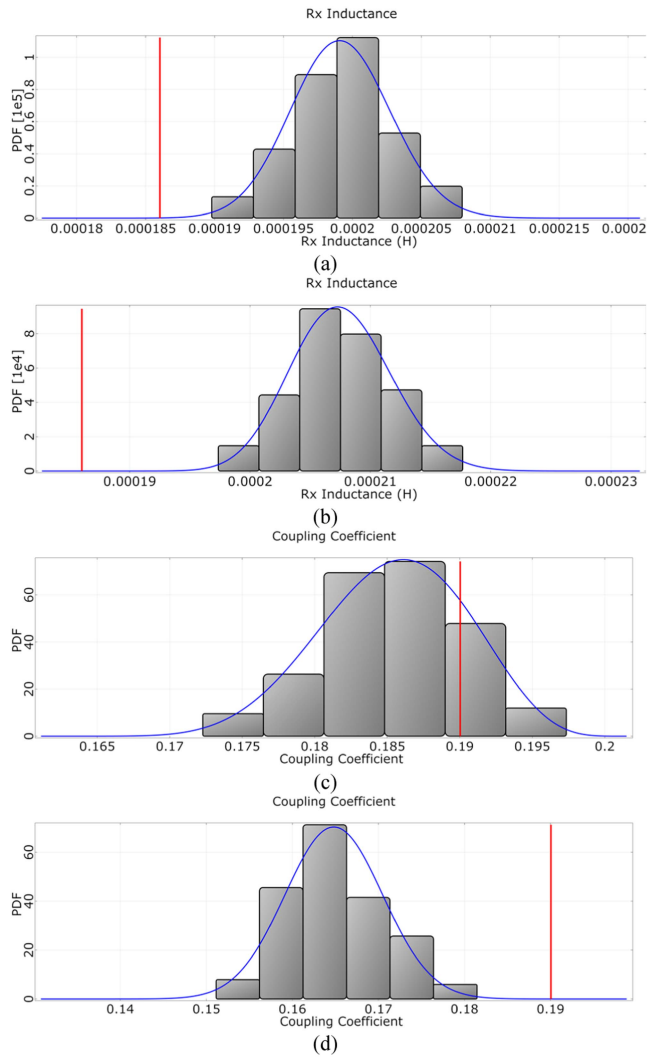 Rx Inductance
PDF [1e5]
0 0.2 0.4 0.6 0.8 1
0.00018 0.000185 0.00019 0.000195 0.0002 0.000205 0.00021 0.000215 0.0002
Rx Inductance (H)
(a)
Rx Inductance
PDF [1e4]
0 2 4 6 8
0.00019 0.0002 0.00021 0.00022 0.00023
Rx Inductance (H)
(b)
Coupling Coefficient
PDF
0 20 40 60
0.165 0.17 0.175 0.18 0.185 0.19 0.195 0.2
Coupling Coefficient
(c)
Coupling Coefficient
PDF
0 20 40 60
0.14 0.15 0.16 0.17 0.18 0.19
Coupling Coefficient
(d)